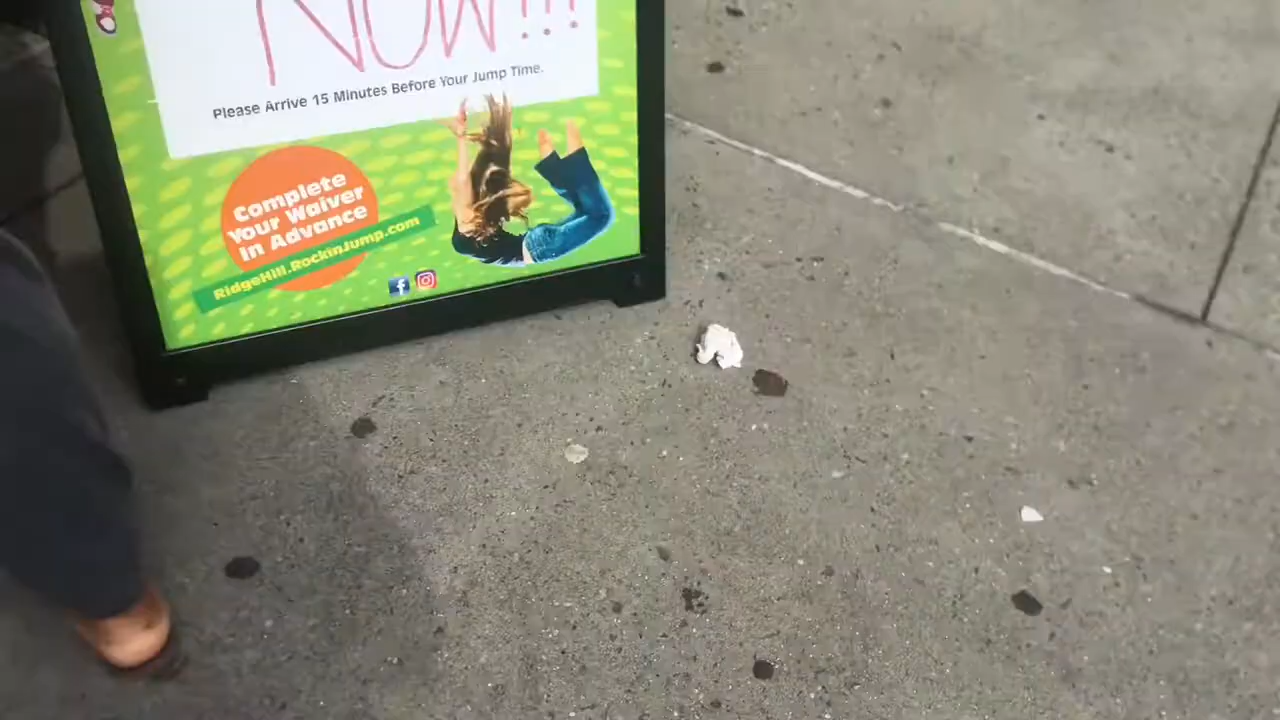 NOW!!!
Please Arrive 15 Minutes Before Your Jump Time.
Complete
Your Waiver
In Advance
RidgeHill.RockinJump.com
f